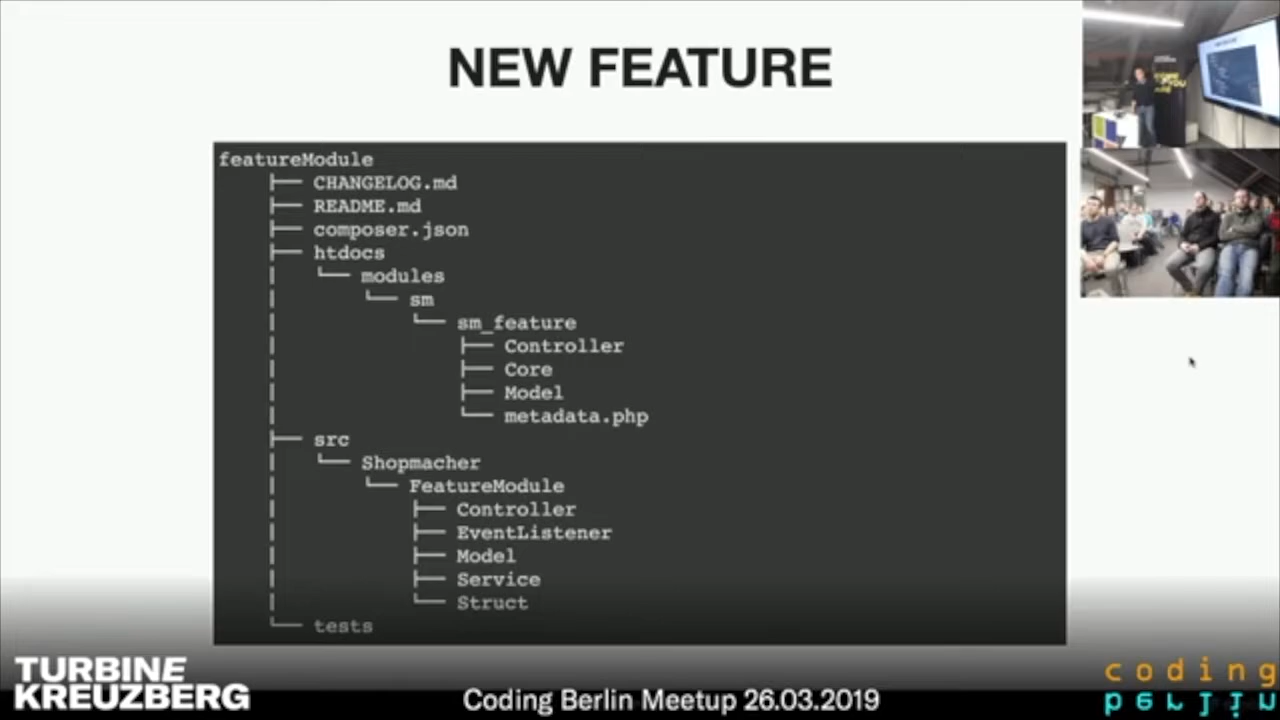 NEW FEATURE
featureModule
├── CHANGELOG.md
├── README.md
├── composer.json
├── htdocs
│   └── modules
│       └── sm
│           └── sm_feature
│               ├── Controller
│               ├── Core
│               ├── Model
│               └── metadata.php
├── src
│   └── Shopmacher
│       └── FeatureModule
│           ├── Controller
│           ├── EventListener
│           ├── Model
│           ├── Service
│           └── Struct
└── tests
TURBINE
KREUZBERG
Coding Berlin Meetup 26.03.2019
coding
berlin